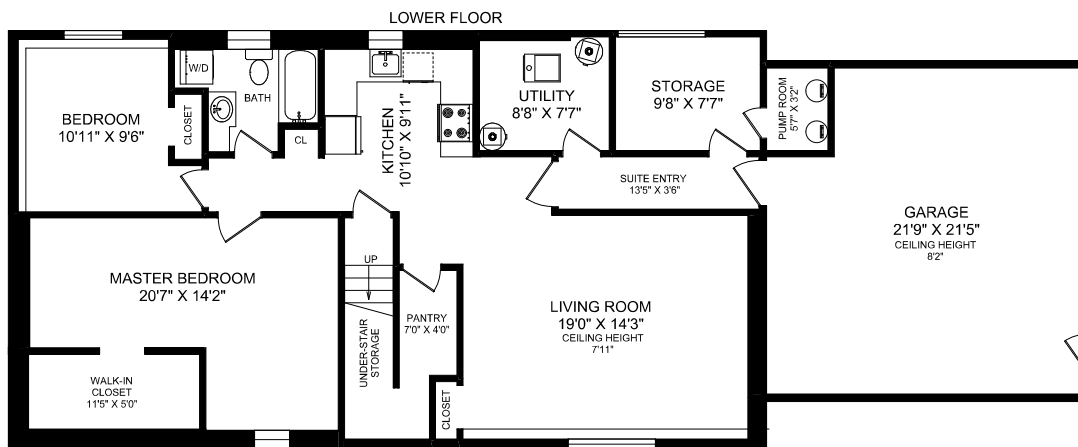 LOWER FLOOR
BEDROOM
10'11" X 9'6"
CLOSET
W/D
BATH
CL
KITCHEN
10'10" X 9'11"
UTILITY
8'8" X 7'7"
STORAGE
9'8" X 7'7"
PUMP ROOM
5'7" X 3'2"
SUITE ENTRY
13'5" X 3'6"
GARAGE
21'9" X 21'5"
CEILING HEIGHT
8'2"
MASTER BEDROOM
20'7" X 14'2"
UP
UNDER-STAIR
STORAGE
PANTRY
7'0" X 4'0"
LIVING ROOM
19'0" X 14'3"
CEILING HEIGHT
7'11"
WALK-IN
CLOSET
11'5" X 5'0"
CLOSET